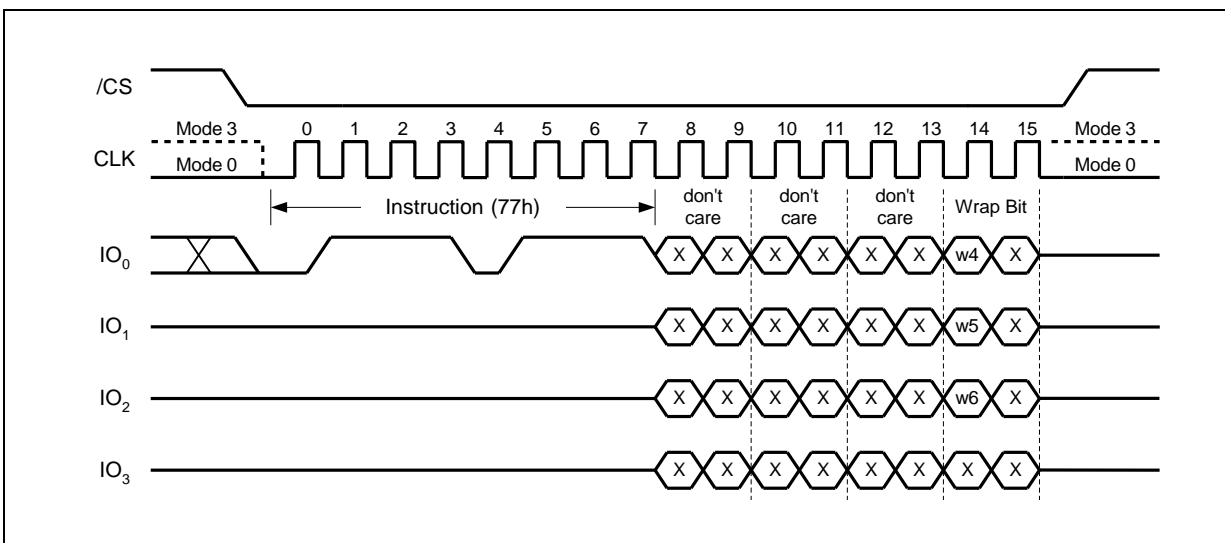 /CS
Mode 3 0 1 2 3 4 5 6 7 8 9 10 11 12 13 14 15 Mode 3
CLK
Mode 0 Mode 0
Instruction (77h) don't care don't care don't care Wrap Bit
IO0 X X X X X X w4 X
IO1 X X X X X X w5 X
IO2 X X X X X X w6 X
IO3 X X X X X X X X